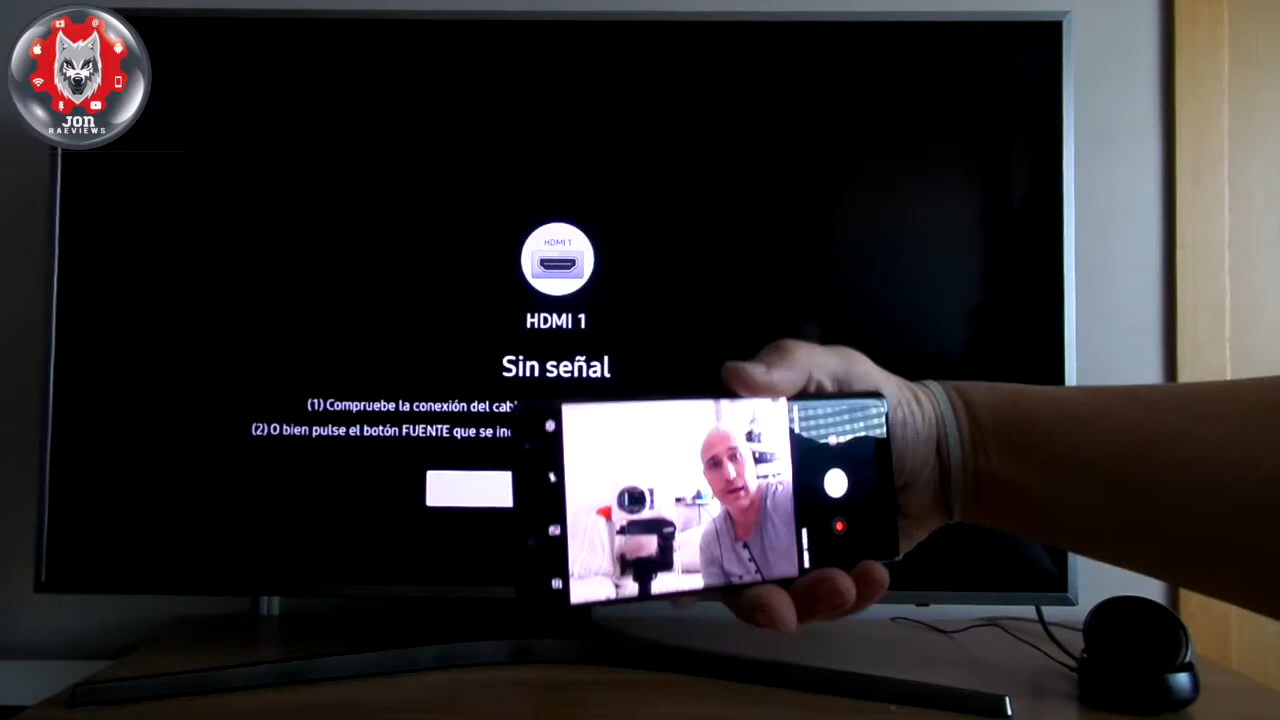 JON
RAEVIEWS
HDMI 1
HDMI 1
Sin señal
(1) Compruebe la conexión del
(2) O bien pulse el botón FUENTE que se